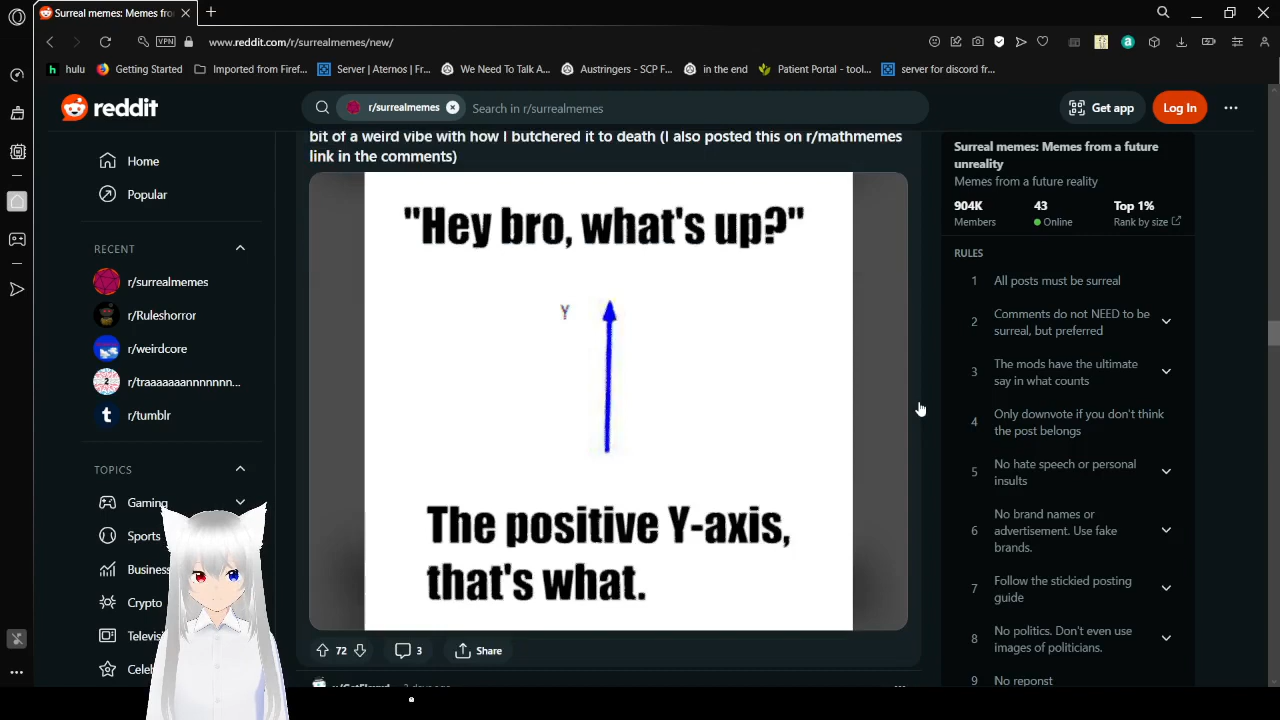 Surreal memes: Memes fro
VPN
www.reddit.com/r/surrealmemes/new/
hulu
Getting Started
Imported from Firef...
Server | Aternos | Fr...
We Need To Talk A...
Austringers - SCP F...
in the end
Patient Portal - tool...
server for discord fr...
reddit
r/surrealmemes
Search in r/surrealmemes
Get app
Log In
Home
Popular
RECENT
r/surrealmemes
r/Ruleshorror
r/weirdcore
r/traaaaaaannnnnnn...
r/tumblr
TOPICS
Gaming
Sports
Business
Crypto
Televisi
Celeb
bit of a weird vibe with how I butchered it to death (I also posted this on r/mathmemes
link in the comments)
"Hey bro, what's up?"
Y
The positive Y-axis,
that's what.
72
3
Share
Surreal memes: Memes from a future
unreality
Memes from a future reality
904K
Members
43
Online
Top 1%
Rank by size
RULES
1 All posts must be surreal
2 Comments do not NEED to be
surreal, but preferred
3 The mods have the ultimate
say in what counts
4 Only downvote if you don't think
the post belongs
5 No hate speech or personal
insults
6 No brand names or
advertisement. Use fake
brands.
7 Follow the stickied posting
guide
8 No politics. Don't even use
images of politicians.
9 No reponst